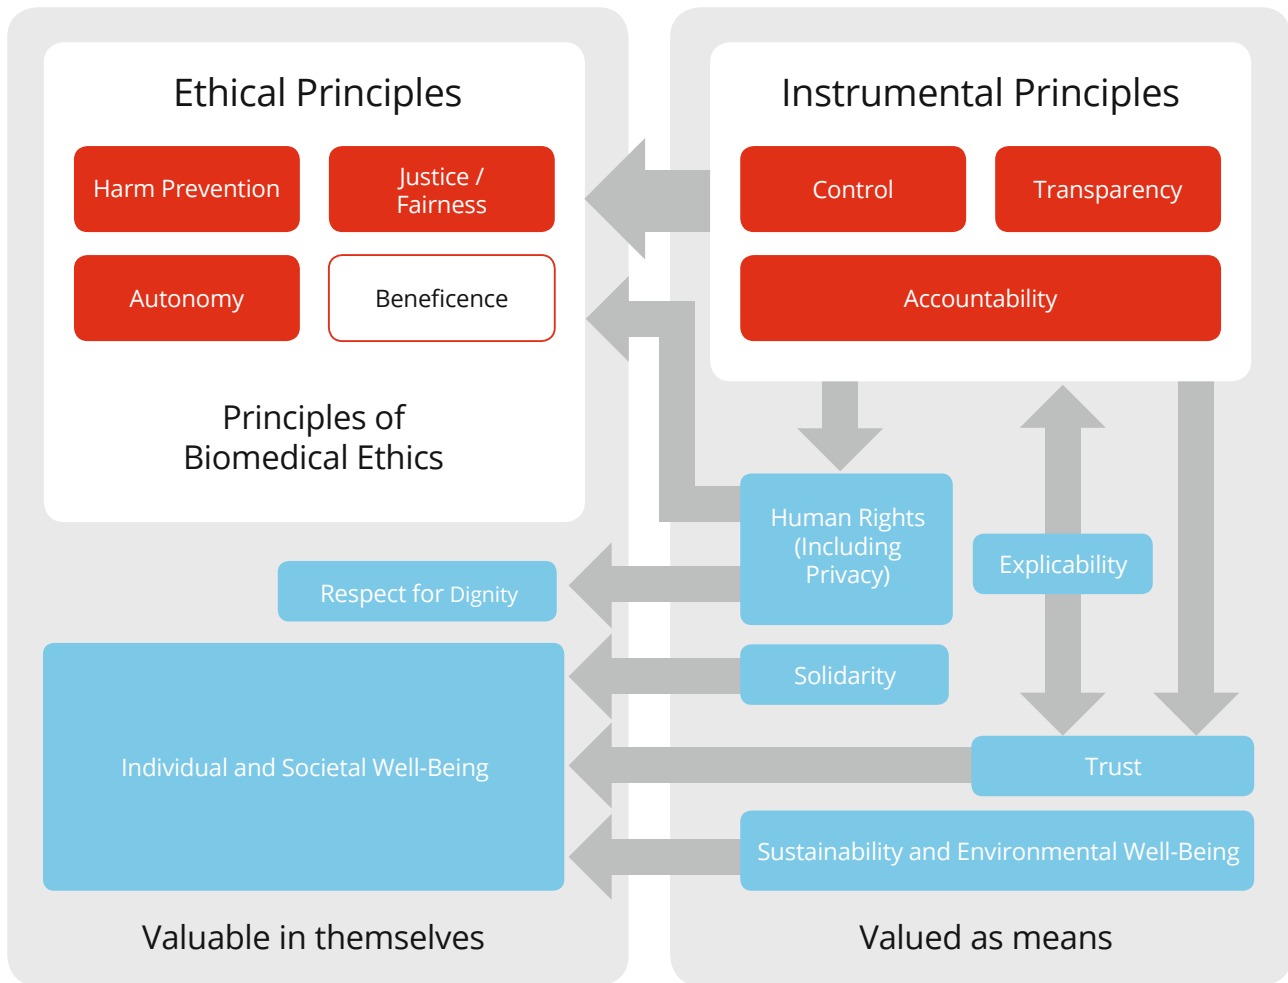 Ethical Principles
Harm Prevention
Justice /
Fairness
Autonomy
Beneficence
Principles of
Biomedical Ethics
Respect for Dignity
Individual and Societal Well-Being
Valuable in themselves
Instrumental Principles
Control
Transparency
Accountability
Human Rights
(Including
Privacy)
Explicability
Solidarity
Trust
Sustainability and Environmental Well-Being
Valued as means